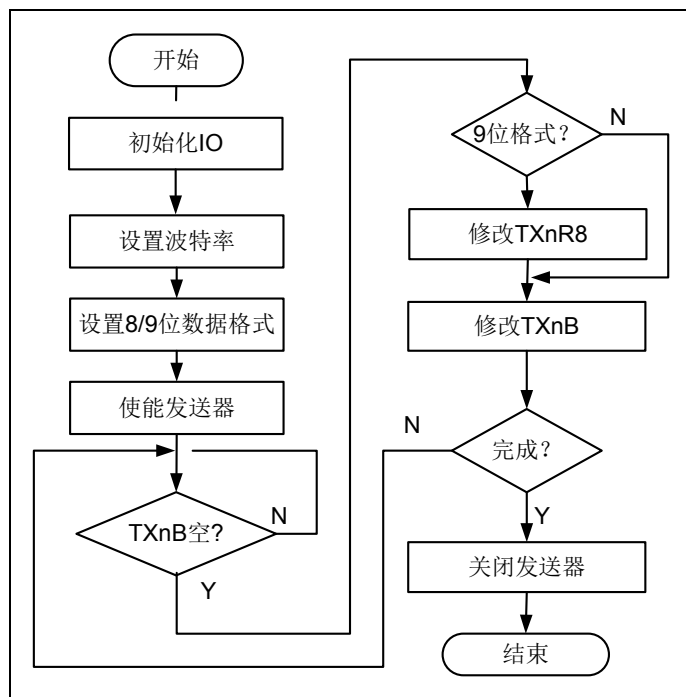 开始
初始化IO
设置波特率
设置8/9位数据格式
使能发送器
TXnB空?
N
Y
9位格式？
N
修改TXnR8
修改TXnB
完成？
N
Y
关闭发送器
结束